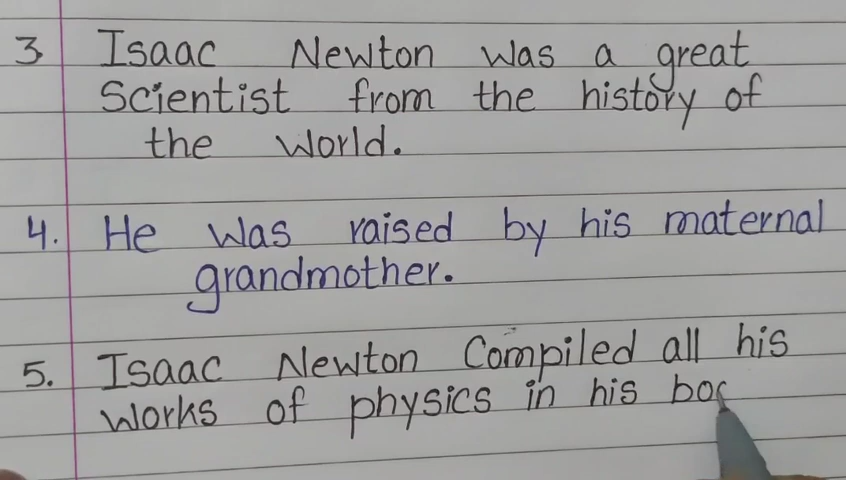 3 Isaac Newton was a great
Scientist from the history of
the world.
4. He was raised by his maternal
grandmother.
5. Isaac Newton Compiled all his
works of physics in his